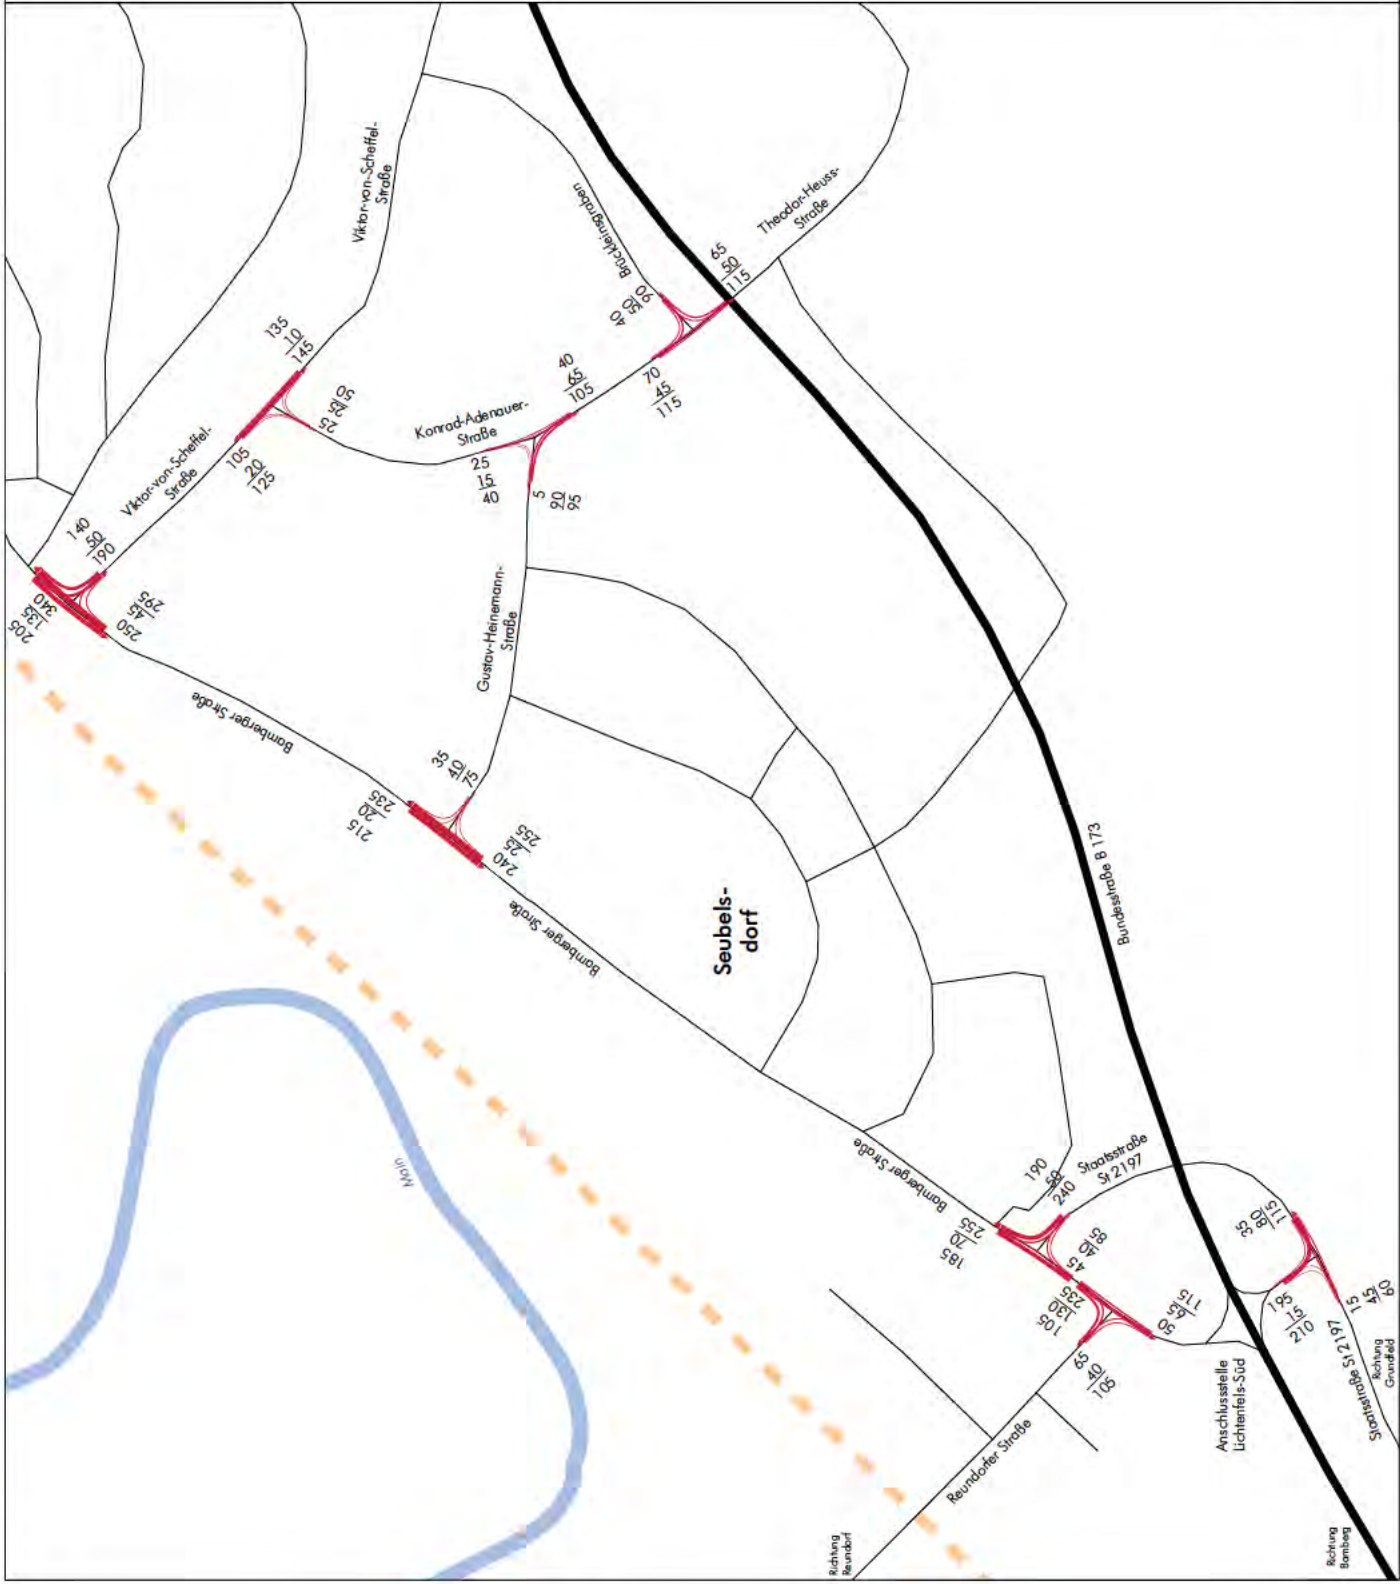 Viktor-von-Scheffel-
Straße
Brückleinsgraben
Theodor-Heuss-
Straße
65
50
115
40
50
90
70
45
115
135
10
145
25
25
50
Viktor-von-Scheffel-
Straße
105
20
125
Konrad-Adenauer-
Straße
40
65
105
25
15
40
5
90
95
140
50
190
205
135
340
250
45
295
Gustav-Heinemann-
Straße
Bamberger Straße
35
40
75
215
20
235
240
25
255
Bamberger Straße
Seubels-
dorf
Bundesstraße B 173
Main
Bamberger Straße
190
50
240
Staatsstraße
St 2197
185
70
255
45
40
85
105
130
235
50
65
115
65
40
105
35
80
115
195
15
210
15
45
60
Staatsstraße St 2197
Richtung
Grundfeld
Anschlussstelle
Lichtenfels-Süd
Reundorfer Straße
Richtung
Reundorf
Richtung
Bamberg